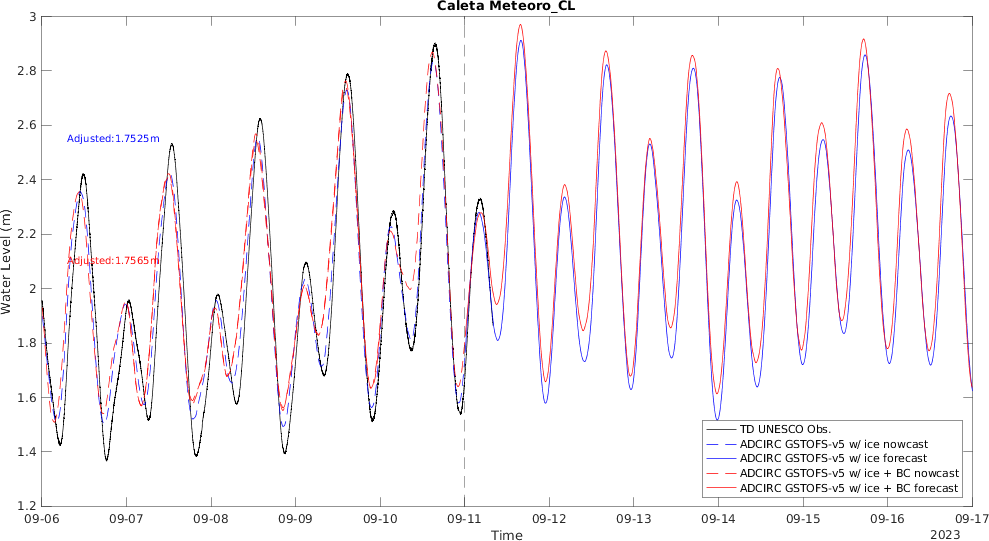 Caleta Meteoro_CL
3
2.8
2.6
2.4
2.2
2
1.8
1.6
1.4
1.2
Water Level (m)
Adjusted:1.7525m
Adjusted:1.7565m
TD UNESCO Obs.
ADCIRC GSTOFS-v5 w/ ice nowcast
ADCIRC GSTOFS-v5 w/ ice forecast
ADCIRC GSTOFS-v5 w/ ice + BC nowcast
ADCIRC GSTOFS-v5 w/ ice + BC forecast
09-06 09-07 09-08 09-09 09-10 09-11 09-12 09-13 09-14 09-15 09-16 09-17
Time
2023